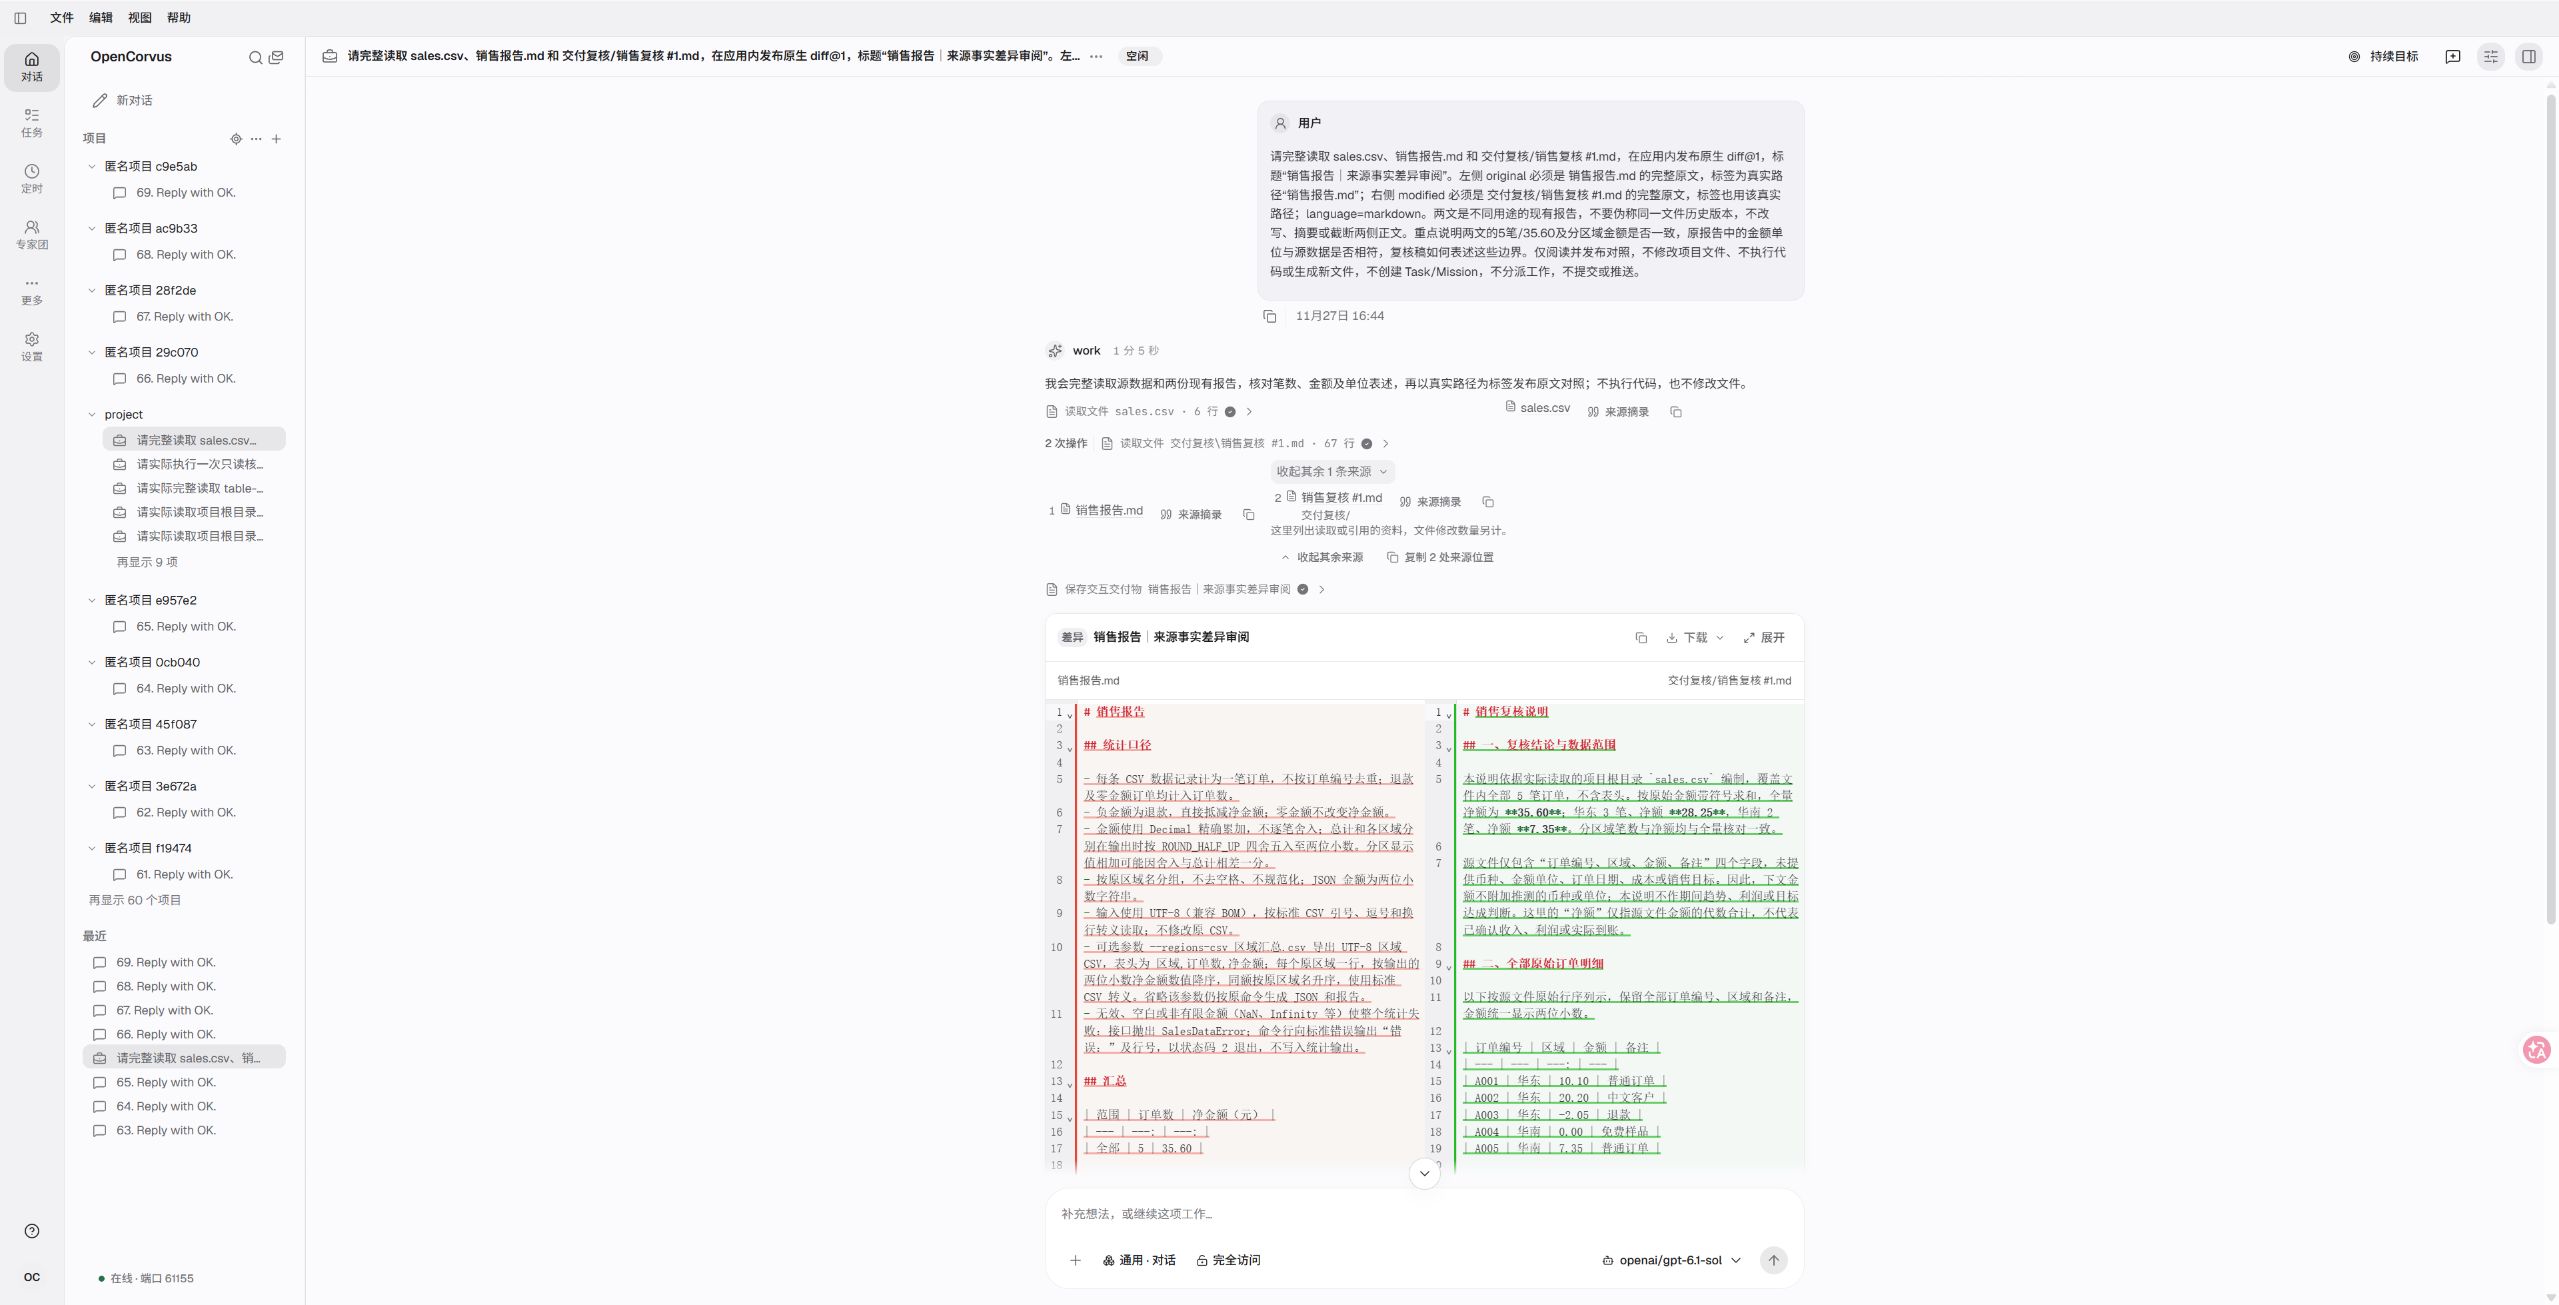 文件 编辑 视图 帮助
对话
任务
定时
专家团
更多
设置
OC
OpenCorvus
新对话
项目
匿名项目 c9e5ab
69. Reply with OK.
匿名项目 ac9b33
68. Reply with OK.
匿名项目 28f2de
67. Reply with OK.
匿名项目 29c070
66. Reply with OK.
project
请完整读取 sales.csv...
请实际执行一次只读核...
请实际完整读取 table-...
请实际读取项目根目录...
请实际读取项目根目录...
再显示 9 项
匿名项目 e957e2
65. Reply with OK.
匿名项目 0cb040
64. Reply with OK.
匿名项目 45f087
63. Reply with OK.
匿名项目 3e672a
62. Reply with OK.
匿名项目 f19474
61. Reply with OK.
再显示 60 个项目
最近
69. Reply with OK.
68. Reply with OK.
67. Reply with OK.
66. Reply with OK.
请完整读取 sales.csv、销...
65. Reply with OK.
64. Reply with OK.
63. Reply with OK.
在线 · 端口 61155
请完整读取 sales.csv、销售报告.md 和 交付复核/销售复核 #1.md，在应用内发布原生 diff@1，标题“销售报告｜来源事实差异审阅”。左... 空闲
持续目标
用户
请完整读取 sales.csv、销售报告.md 和 交付复核/销售复核 #1.md，在应用内发布原生 diff@1，标
题“销售报告｜来源事实差异审阅”。左侧 original 必须是 销售报告.md 的完整原文，标签为真实路
径“销售报告.md”；右侧 modified 必须是 交付复核/销售复核 #1.md 的完整原文，标签也用该真实
路径；language=markdown。两文是不同用途的现有报告，不要伪称同一文件历史版本，不改
写、摘要或截断两侧正文。重点说明两文的5笔/35.60及分区域金额是否一致，原报告中的金额单
位与源数据是否相符，复核稿如何表述这些边界。仅阅读并发布对照，不修改项目文件、不执行代
码或生成新文件，不创建 Task/Mission，不分派工作，不提交或推送。
11月27日 16:44
work 1 分 5 秒
我会完整读取源数据和两份现有报告，核对笔数、金额及单位表述，再以真实路径为标签发布原文对照；不执行代码，也不修改文件。
读取文件 sales.csv · 6 行
sales.csv 来源摘录
2 次操作 读取文件 交付复核\销售复核 #1.md · 67 行
收起其余 1 条来源
1 销售报告.md 来源摘录
2 销售复核 #1.md 来源摘录
交付复核/
这里列出读取或引用的资料，文件修改数量另计。
收起其余来源 复制 2 处来源位置
保存交互交付物 销售报告｜来源事实差异审阅
差异 销售报告｜来源事实差异审阅
下载 展开
销售报告.md
交付复核/销售复核 #1.md
1 # 销售报告
2
3 ## 统计口径
4
5 - 每条 CSV 数据记录计为一笔订单，不按订单编号去重；退款
及零金额订单均计入订单数。
6 - 负金额为退款，直接抵减净金额；零金额不改变净金额。
7 - 金额使用 Decimal 精确累加，不逐笔舍入；总计和各区域分
别在输出时按 ROUND_HALF_UP 四舍五入至两位小数。分区显示
值相加可能因舍入与总计相差一分。
8 - 按原区域名分组，不去空格、不规范化；JSON 金额为两位小
数字符串。
9 - 输入使用 UTF-8（兼容 BOM），按标准 CSV 引号、逗号和换
行转义读取；不修改原 CSV。
10 - 可选参数 --regions-csv 区域汇总.csv 导出 UTF-8 区域
CSV，表头为 区域,订单数,净金额；每个原区域一行，按输出的
两位小数净金额数值降序，同额按原区域名升序，使用标准
CSV 转义。省略该参数仍按原命令生成 JSON 和报告。
11 - 无效、空白或非有限金额（NaN、Infinity 等）使整个统计失
败：接口抛出 SalesDataError；命令行向标准错误输出“错
误：”及行号，以状态码 2 退出，不写入统计输出。
12
13 ## 汇总
14
15 | 范围 | 订单数 | 净金额（元） |
16 | --- | ---: | ---: |
17 | 全部 | 5 | 35.60 |
18
1 # 销售复核说明
2
3 ## 一、复核结论与数据范围
4
5 本说明依据实际读取的项目根目录 `sales.csv` 编制，覆盖文
件内全部 5 笔订单，不含表头。按原始金额带符号求和，全量
净额为 **35.60**；华东 3 笔、净额 **28.25**，华南 2
笔、净额 **7.35**。分区域笔数与净额均与全量核对一致。
6
7 源文件仅包含“订单编号、区域、金额、备注”四个字段，未提
供币种、金额单位、订单日期、成本或销售目标。因此，下文金
额不附加推测的币种或单位；本说明不作期间趋势、利润或目标
达成判断。这里的“净额”仅指源文件金额的代数合计，不代表
已确认收入、利润或实际到账。
8
9 ## 二、全部原始订单明细
10
11 以下按源文件原始行序列示，保留全部订单编号、区域和备注，
金额统一显示两位小数。
12
13 | 订单编号 | 区域 | 金额 | 备注 |
14 | --- | --- | ---: | --- |
15 | A001 | 华东 | 10.10 | 普通订单 |
16 | A002 | 华东 | 20.20 | 中文客户 |
17 | A003 | 华东 | -2.05 | 退款 |
18 | A004 | 华南 | 0.00 | 免费样品 |
19 | A005 | 华南 | 7.35 | 普通订单 |
补充想法，或继续这项工作...
通用 · 对话 完全访问
openai/gpt-6.1-sol